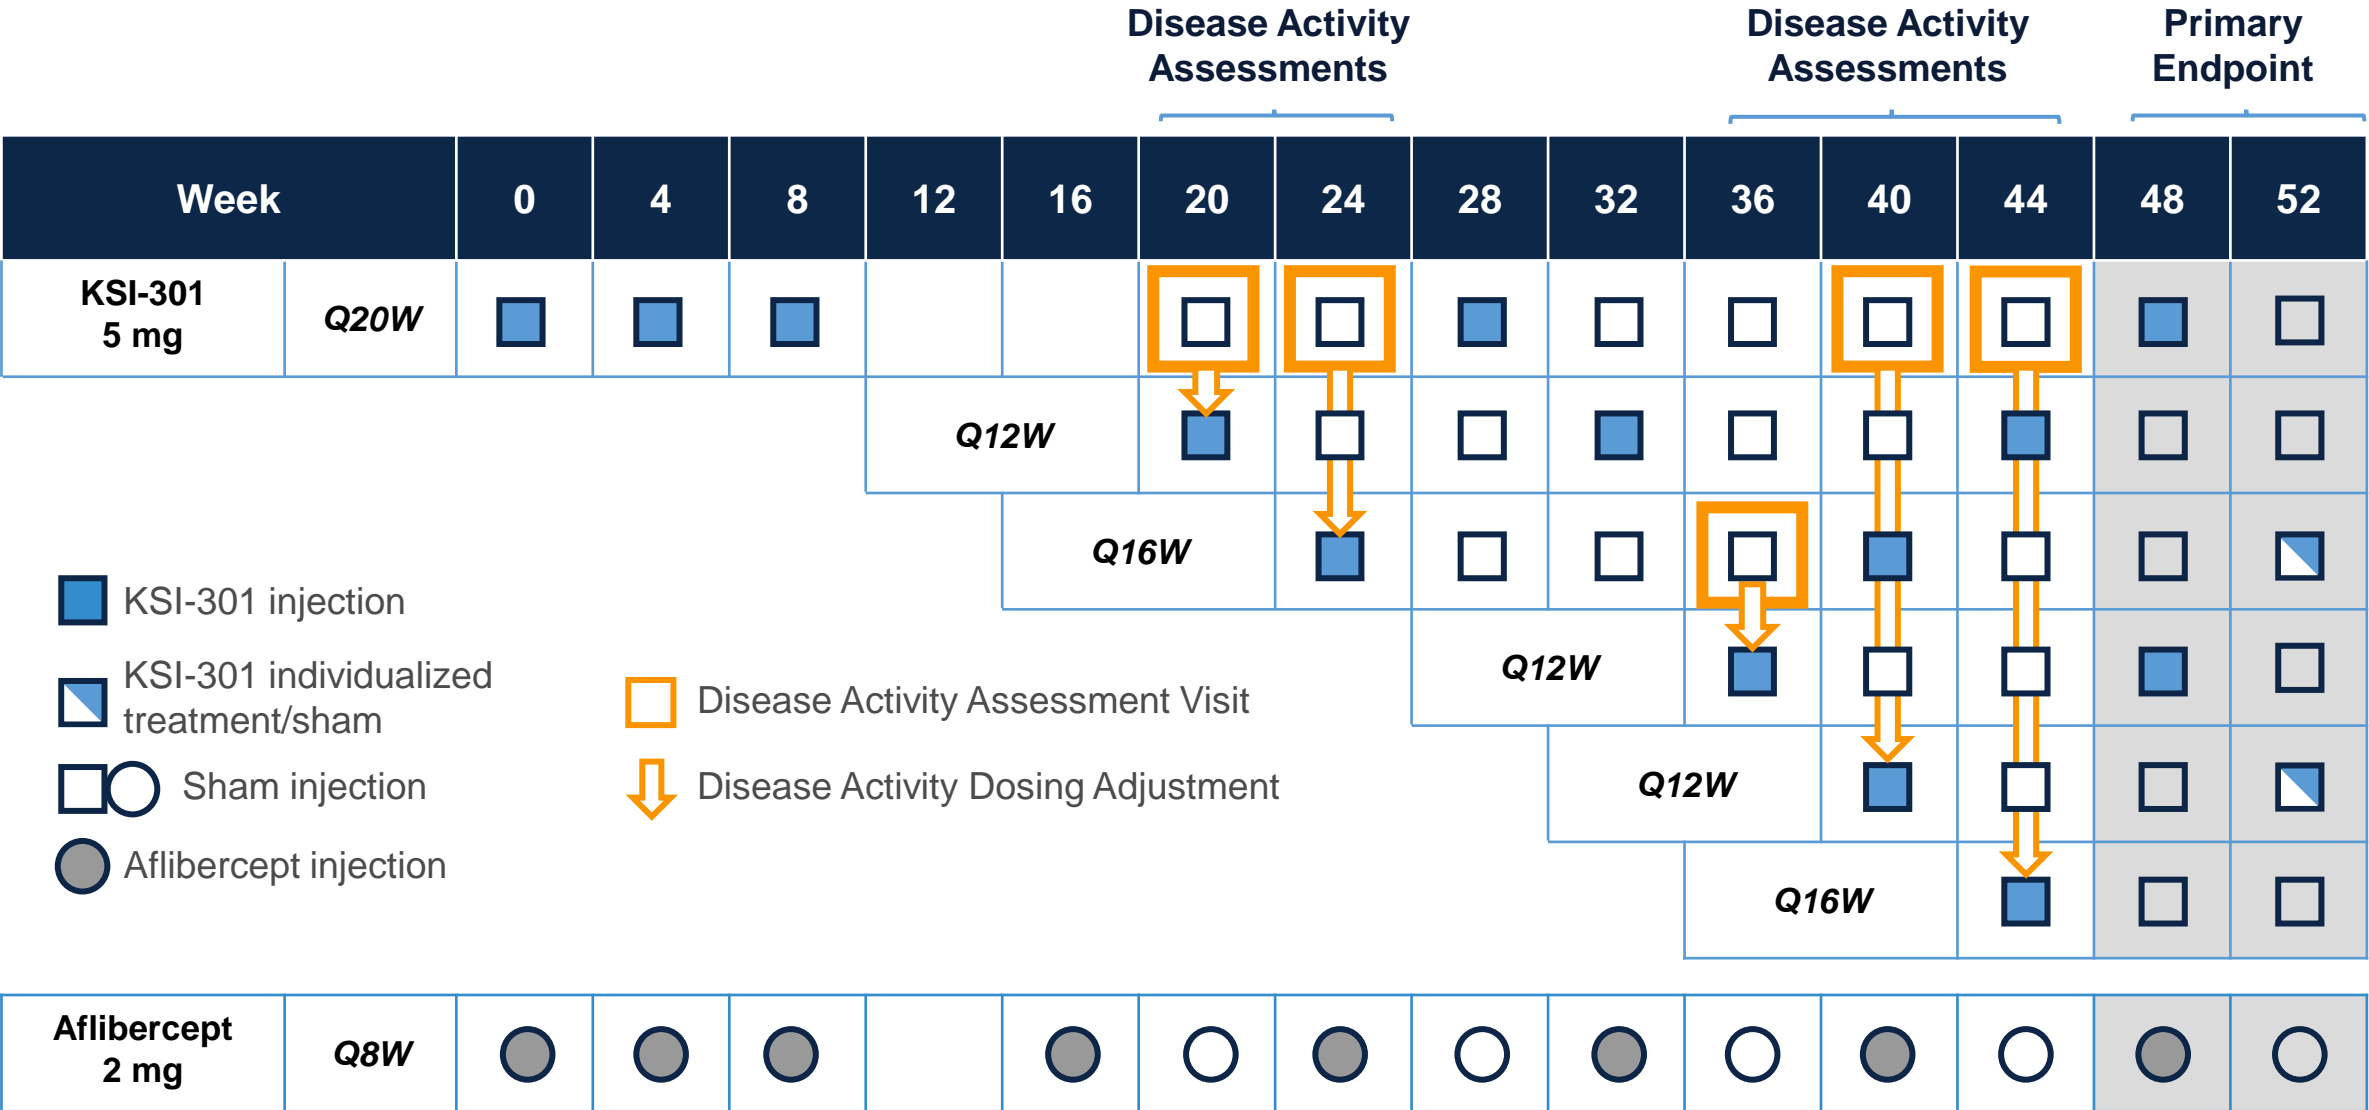 Disease Activity
Assessments
Disease Activity
Assessments
Primary
Endpoint
Week 0 4 8 12 16 20 24 28 32 36 40 44 48 52
KSI-301
5 mg
Q20W
Q12W
Q16W
Q12W
Q12W
Q16W
KSI-301 injection
KSI-301 individualized
treatment/sham
Sham injection
Aflibercept injection
Disease Activity Assessment Visit
Disease Activity Dosing Adjustment
Aflibercept
2 mg
Q8W